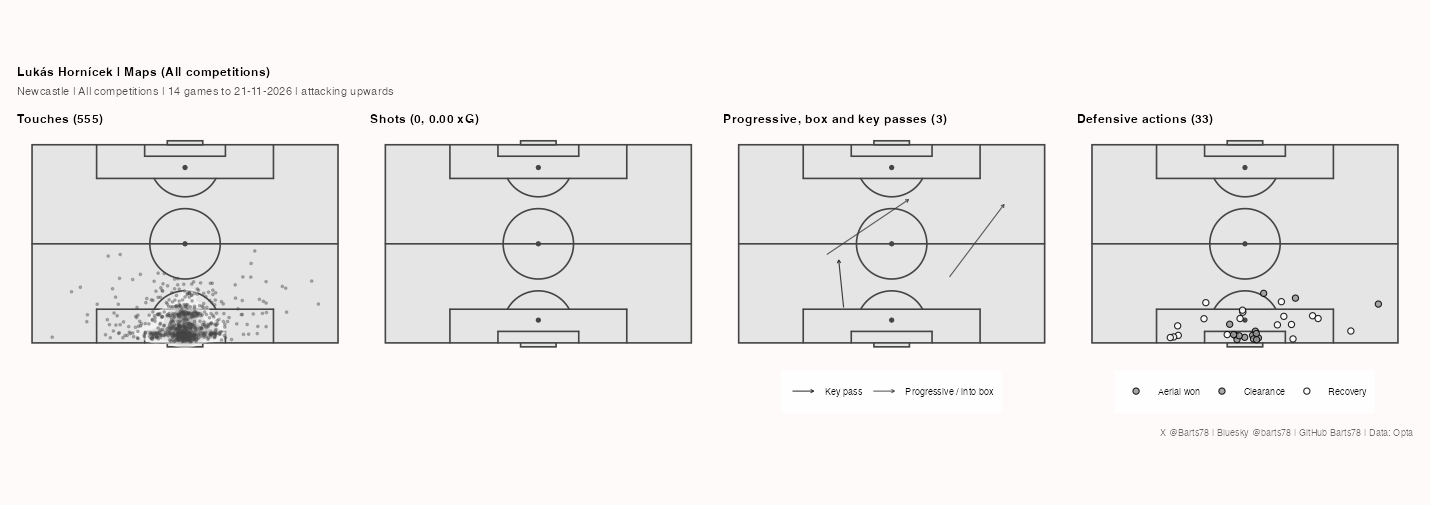 Lukás Hornícek | Maps (All competitions)
Newcastle | All competitions | 14 games to 21-11-2026 | attacking upwards
Touches (555)
Shots (0, 0.00 xG)
Progressive, box and key passes (3)
Defensive actions (33)
Key pass
Progressive / into box
Aerial won
Clearance
Recovery
X @Barts78 | Bluesky @barts78 | GitHub Barts78 | Data: Opta